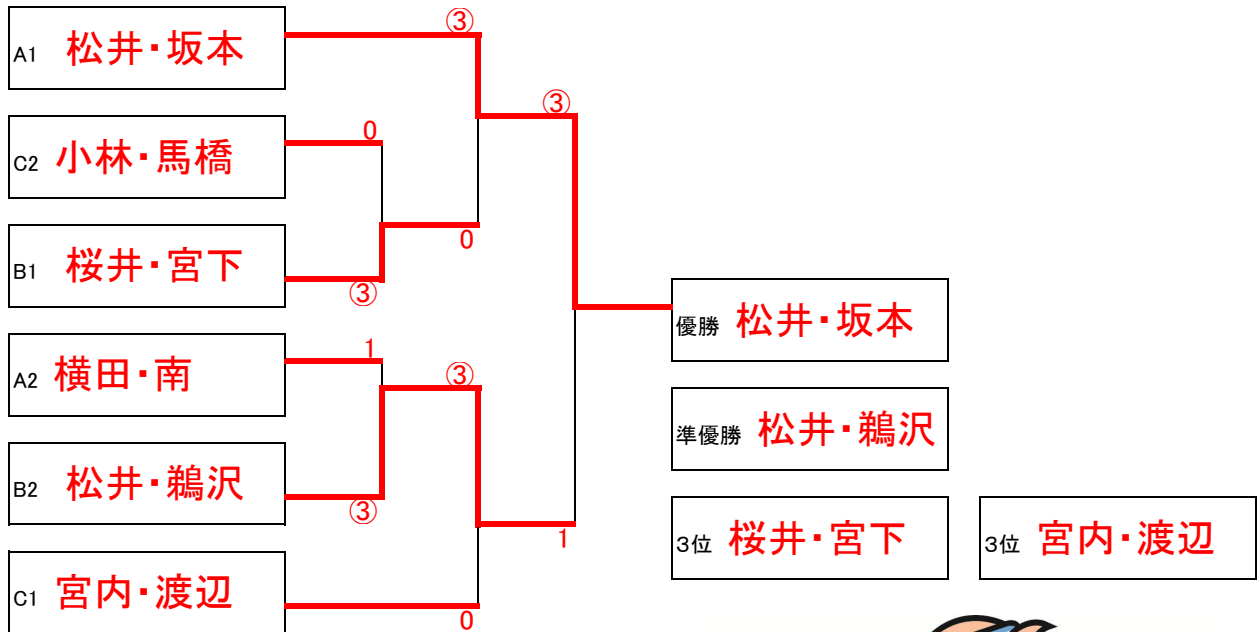 ③
A1 松井・坂本
③
0
C2 小林・馬橋
0
B1 桜井・宮下
③
優勝 松井・坂本
1
③
A2 横田・南
準優勝 松井・鵜沢
B2 松井・鵜沢
③
1
3位 桜井・宮下 3位 宮内・渡辺
C1 宮内・渡辺
0